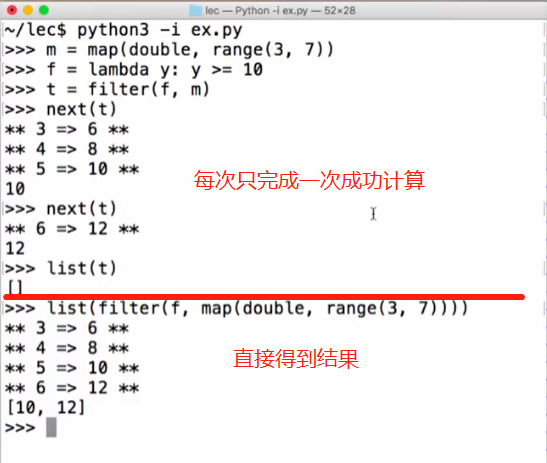 lec — Python -i ex.py — 52×28
~/lec$ python3 -i ex.py
>>> m = map(double, range(3, 7))
>>> f = lambda y: y >= 10
>>> t = filter(f, m)
>>> next(t)
** 3 => 6 **
** 4 => 8 **
** 5 => 10 **
10
每次只完成一次成功计算
>>> next(t)
** 6 => 12 **
12
>>> list(t)
[]
>>> list(filter(f, map(double, range(3, 7))))
** 3 => 6 **
** 4 => 8 **
** 5 => 10 **
直接得到结果
** 6 => 12 **
[10, 12]
>>>